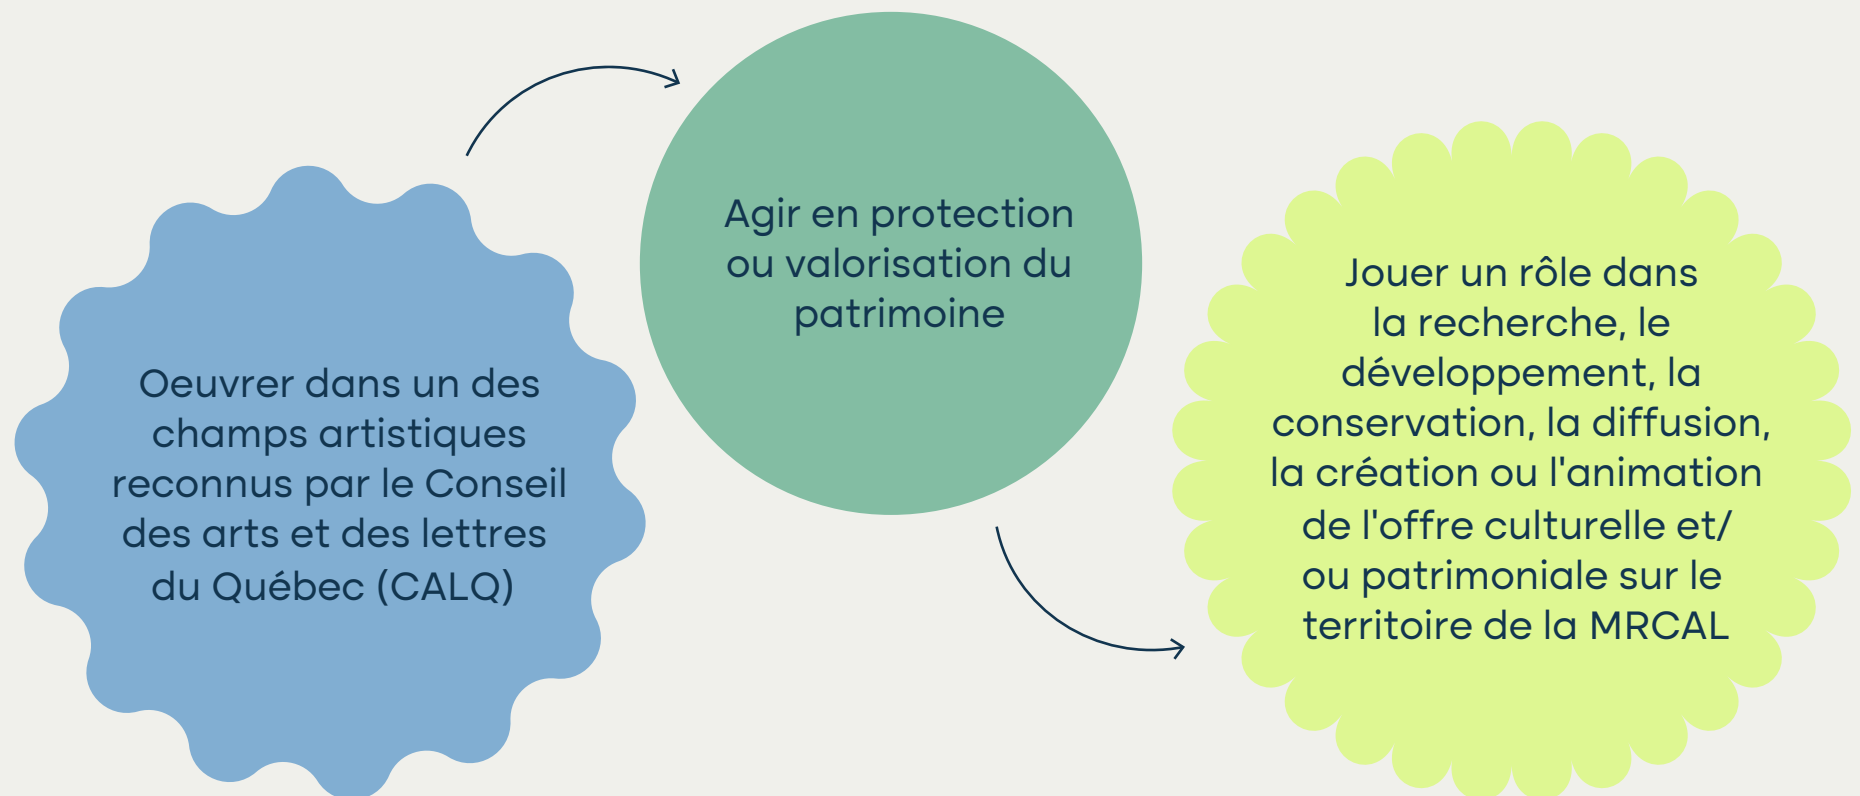 Oeuvrer dans un des
champs artistiques
reconnus par le Conseil
des arts et des lettres
du Québec (CALQ)
Agir en protection
ou valorisation du
patrimoine
Jouer un rôle dans
la recherche, le
développement, la
conservation, la diffusion,
la création ou l'animation
de l'offre culturelle et/
ou patrimoniale sur le
territoire de la MRCAL